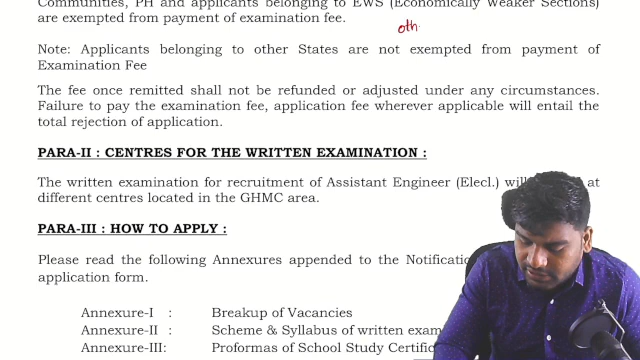 Communities, PH and applicants belonging to EWS (Economically Weaker Sections)
are exempted from payment of examination fee.
oth
Note: Applicants belonging to other States are not exempted from payment of
Examination Fee
The fee once remitted shall not be refunded or adjusted under any circumstances.
Failure to pay the examination fee, application fee wherever applicable will entail the
total rejection of application.
PARA-II : CENTRES FOR THE WRITTEN EXAMINATION :
The written examination for recruitment of Assistant Engineer (Elecl.) at
different centres located in the GHMC area.
PARA-III : HOW TO APPLY :
Please read the following Annexures appended to the
application form.
Annexure-I : Breakup of Vacancies
Annexure-II : Scheme & Syllabus of written
Annexure-III: Proformas of School Study